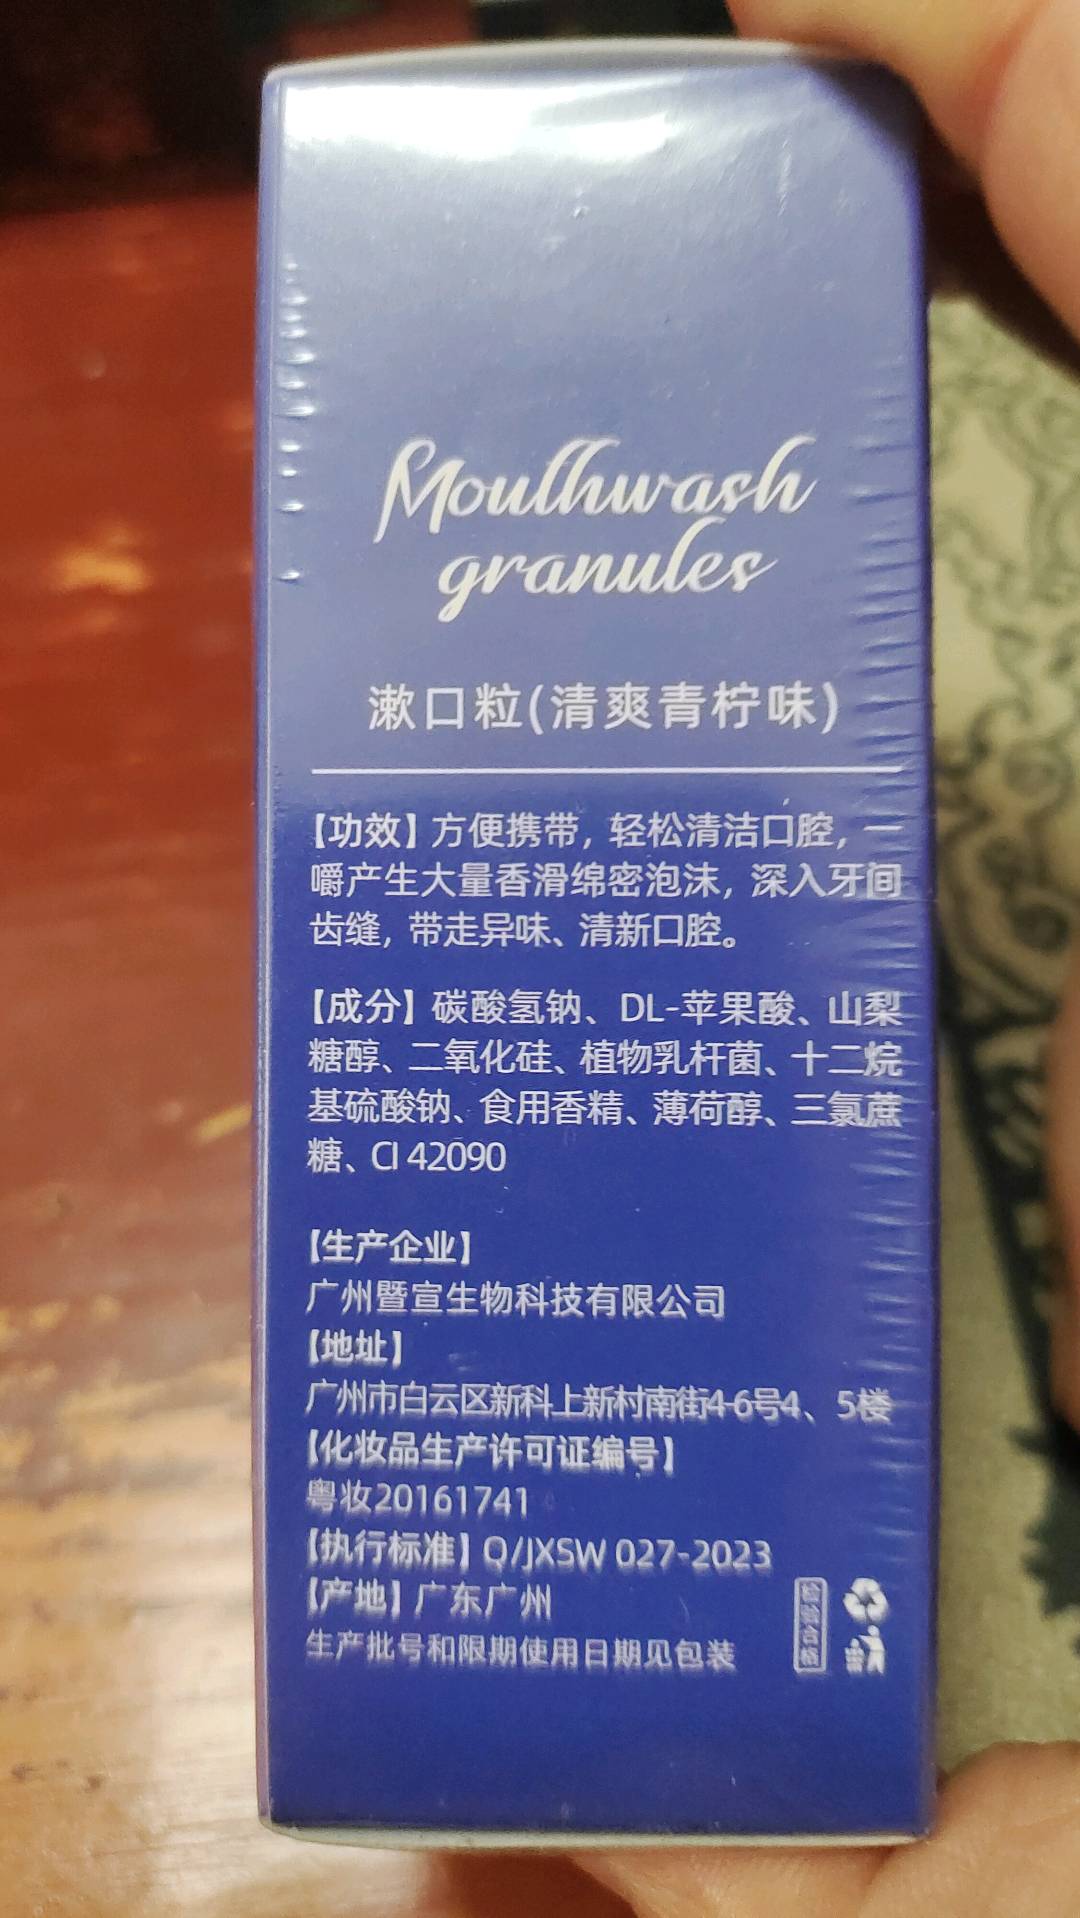 Mouthwash
granules
漱口粒(清爽青柠味)
【功效】方便携带，轻松清洁口腔，一
嚼产生大量香滑绵密泡沫，深入牙间
齿缝，带走异味、清新口腔。
【成分】碳酸氢钠、DL-苹果酸、山梨
糖醇、二氧化硅、植物乳杆菌、十二烷
基硫酸钠、食用香精、薄荷醇、三氯蔗
糖、CI 42090
【生产企业】
广州暨宣生物科技有限公司
【地址】
广州市白云区新科上新村南街4-6号4、5楼
【化妆品生产许可证编号】
粤妆20161741
【执行标准】Q/JXSW 027-2023
【产地】广东广州
生产批号和限期使用日期见包装
检验合格